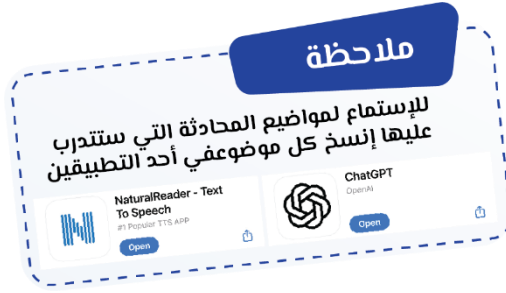 ملاحظة
للإستماع لمواضيع المحادثة التي ستتدرب
عليها إنسخ كل موضوعفي أحد التطبيقين
NaturalReader - Text
To Speech
#1 Popular TTS APP
Open
ChatGPT
OpenAI
Open